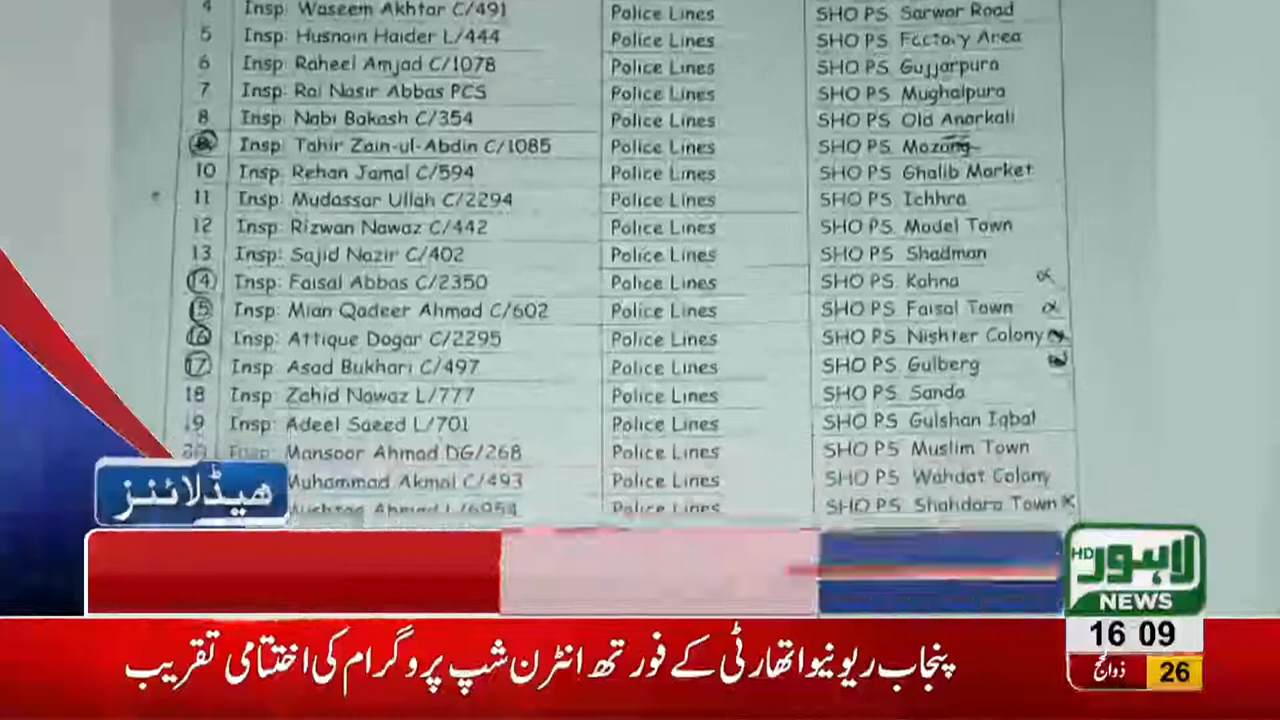 4 Insp: Waseem Akhtar C/491 Police Lines SHO PS Sarwar Road
5 Insp: Husnain Haider L/444 Police Lines SHO PS Factory Area
6 Insp: Raheel Amjad C/1078 Police Lines SHO PS Gujjarpura
7 Insp: Rai Nasir Abbas PCS Police Lines SHO PS Mughalpura
8 Insp: Nabi Bakash C/354 Police Lines SHO PS Old Anarkali
Insp: Tahir Zain-ul-Abdin C/1085 Police Lines SHO PS Mozang
10 Insp: Rehan Jamal C/594 Police Lines SHO PS Ghalib Market
11 Insp: Mudassar Ullah C/2294 Police Lines SHO PS Ichhra
12 Insp: Rizwan Nawaz C/442 Police Lines SHO PS Model Town
13 Insp: Sajid Nazir C/402 Police Lines SHO PS Shadman
14 Insp: Faisal Abbas C/2350 Police Lines SHO PS Kahna
15 Insp: Mian Qadeer Ahmad C/602 Police Lines SHO PS Faisal Town
16 Insp: Attique Dogar C/2295 Police Lines SHO PS Nishter Colony
17 Insp: Asad Bukhari C/497 Police Lines SHO PS Gulberg
18 Insp: Zahid Nawaz L/777 Police Lines SHO PS Sanda
19 Insp: Adeel Saeed L/701 Police Lines SHO PS Gulshan Iqbal
20 Insp: Mansoor Ahmad DG/268 Police Lines SHO PS Muslim Town
Muhammad Akmal C/493 Police Lines SHO PS Wahdat Colony
Mushtaq Ahmad L/6954 Police Lines SHO PS Shahdara Town
ہیڈلائنز
HD لاہور
NEWS
16 09
ذوالحج 26
پنجاب ریونیو اتھارٹی کے فورتھ انٹرن شپ پروگرام کی اختتامی تقریب